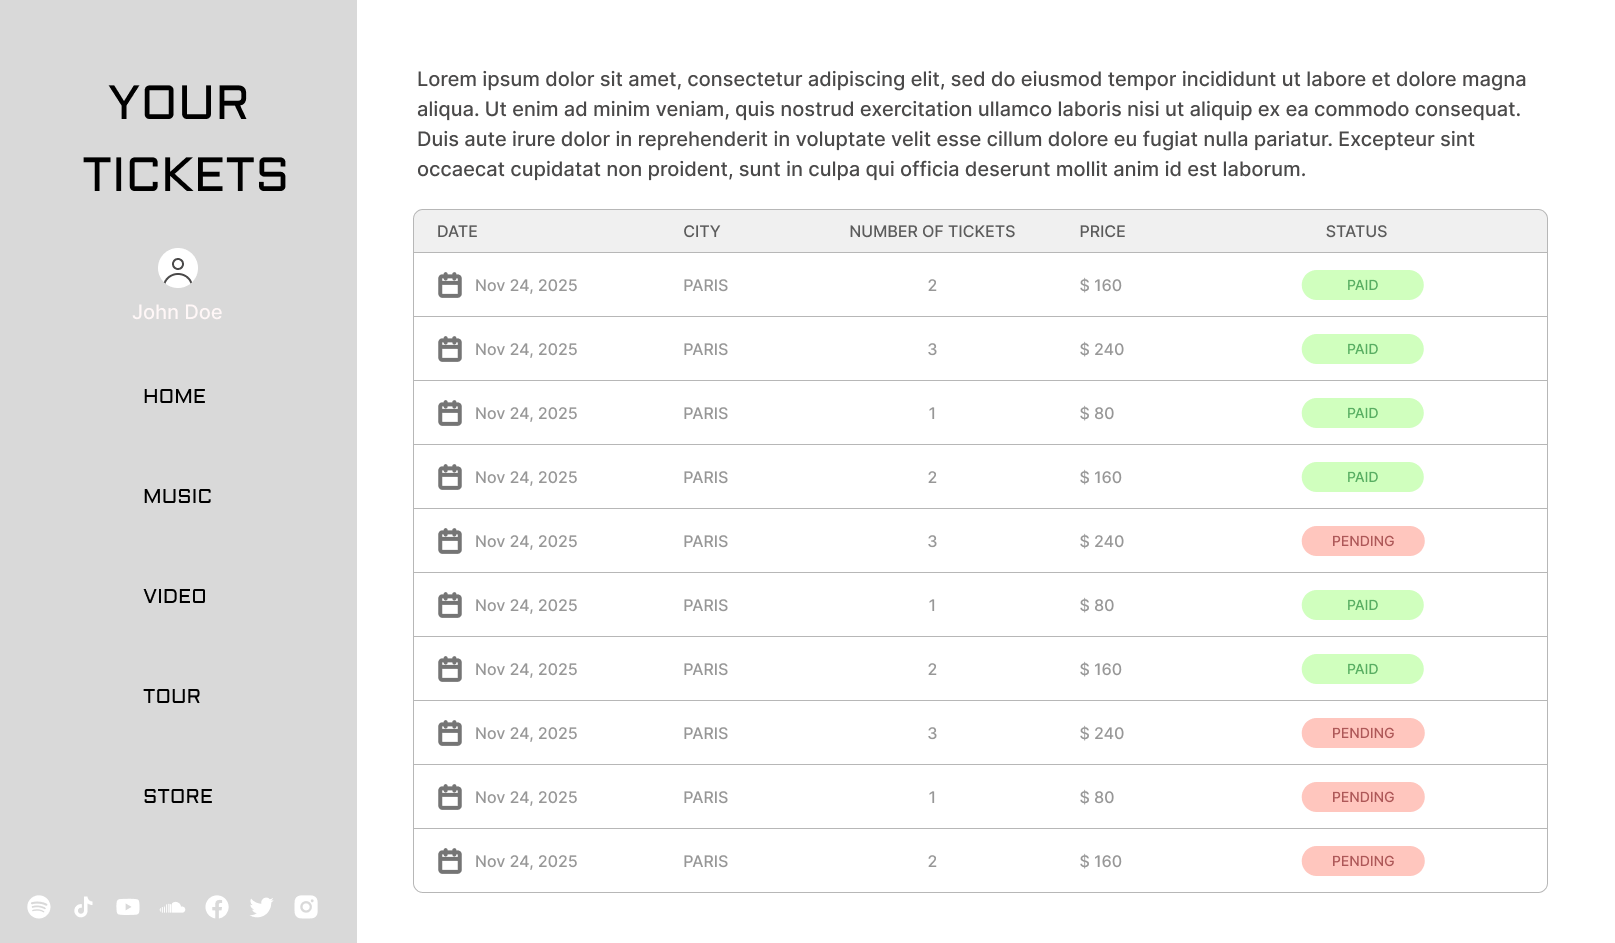 YOUR
TICKETS
John Doe
HOME
MUSIC
VIDEO
TOUR
STORE
Lorem ipsum dolor sit amet, consectetur adipiscing elit, sed do eiusmod tempor incididunt ut labore et dolore magna
aliqua. Ut enim ad minim veniam, quis nostrud exercitation ullamco laboris nisi ut aliquip ex ea commodo consequat.
Duis aute irure dolor in reprehenderit in voluptate velit esse cillum dolore eu fugiat nulla pariatur. Excepteur sint
occaecat cupidatat non proident, sunt in culpa qui officia deserunt mollit anim id est laborum.
DATE CITY NUMBER OF TICKETS PRICE STATUS
Nov 24, 2025 PARIS 2 $ 160 PAID
Nov 24, 2025 PARIS 3 $ 240 PAID
Nov 24, 2025 PARIS 1 $ 80 PAID
Nov 24, 2025 PARIS 2 $ 160 PAID
Nov 24, 2025 PARIS 3 $ 240 PENDING
Nov 24, 2025 PARIS 1 $ 80 PAID
Nov 24, 2025 PARIS 2 $ 160 PAID
Nov 24, 2025 PARIS 3 $ 240 PENDING
Nov 24, 2025 PARIS 1 $ 80 PENDING
Nov 24, 2025 PARIS 2 $ 160 PENDING